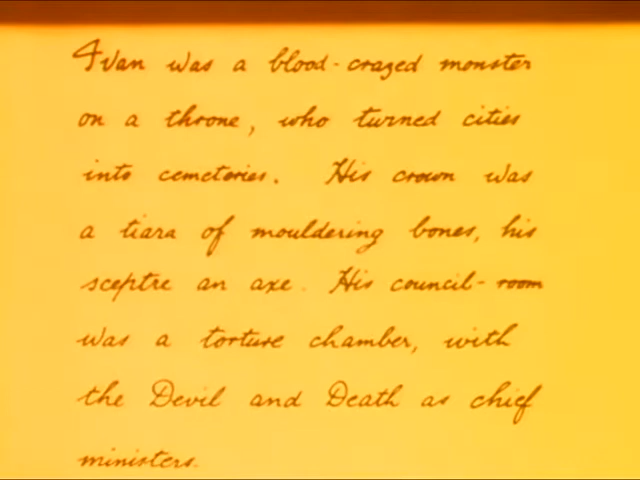 Ivan was a blood-crazed monster
on a throne, who turned cities
into cemeteries. His crown was
a tiara of mouldering bones, his
sceptre an axe. His council-room
was a torture chamber, with
the Devil and Death as chief
ministers.